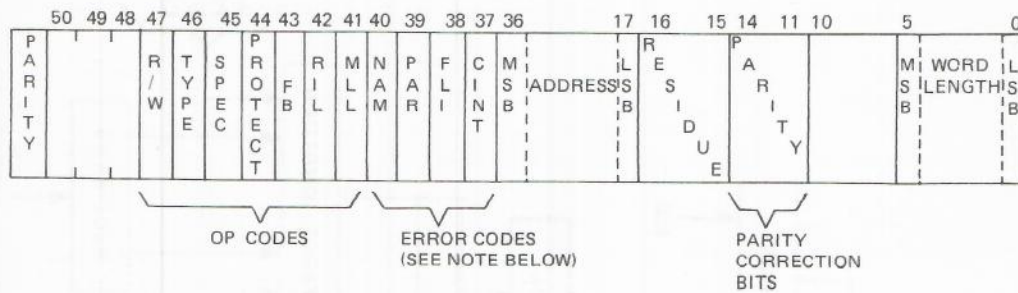 50 49 48 47 46 45 44 43 42 41 40 39 38 37 36 17 16 15 14 11 10 5 0
PARITY
R/W
TYPE
SPEC
PROTECT
FB
RIL
MLL
NAM
PAR
FLI
CINT
MSB
ADDRESS
LSB
RESIDUE
PARITY
MSB
WORD
LENGTH
LSB
OP CODES
ERROR CODES
(SEE NOTE BELOW)
PARITY
CORRECTION
BITS